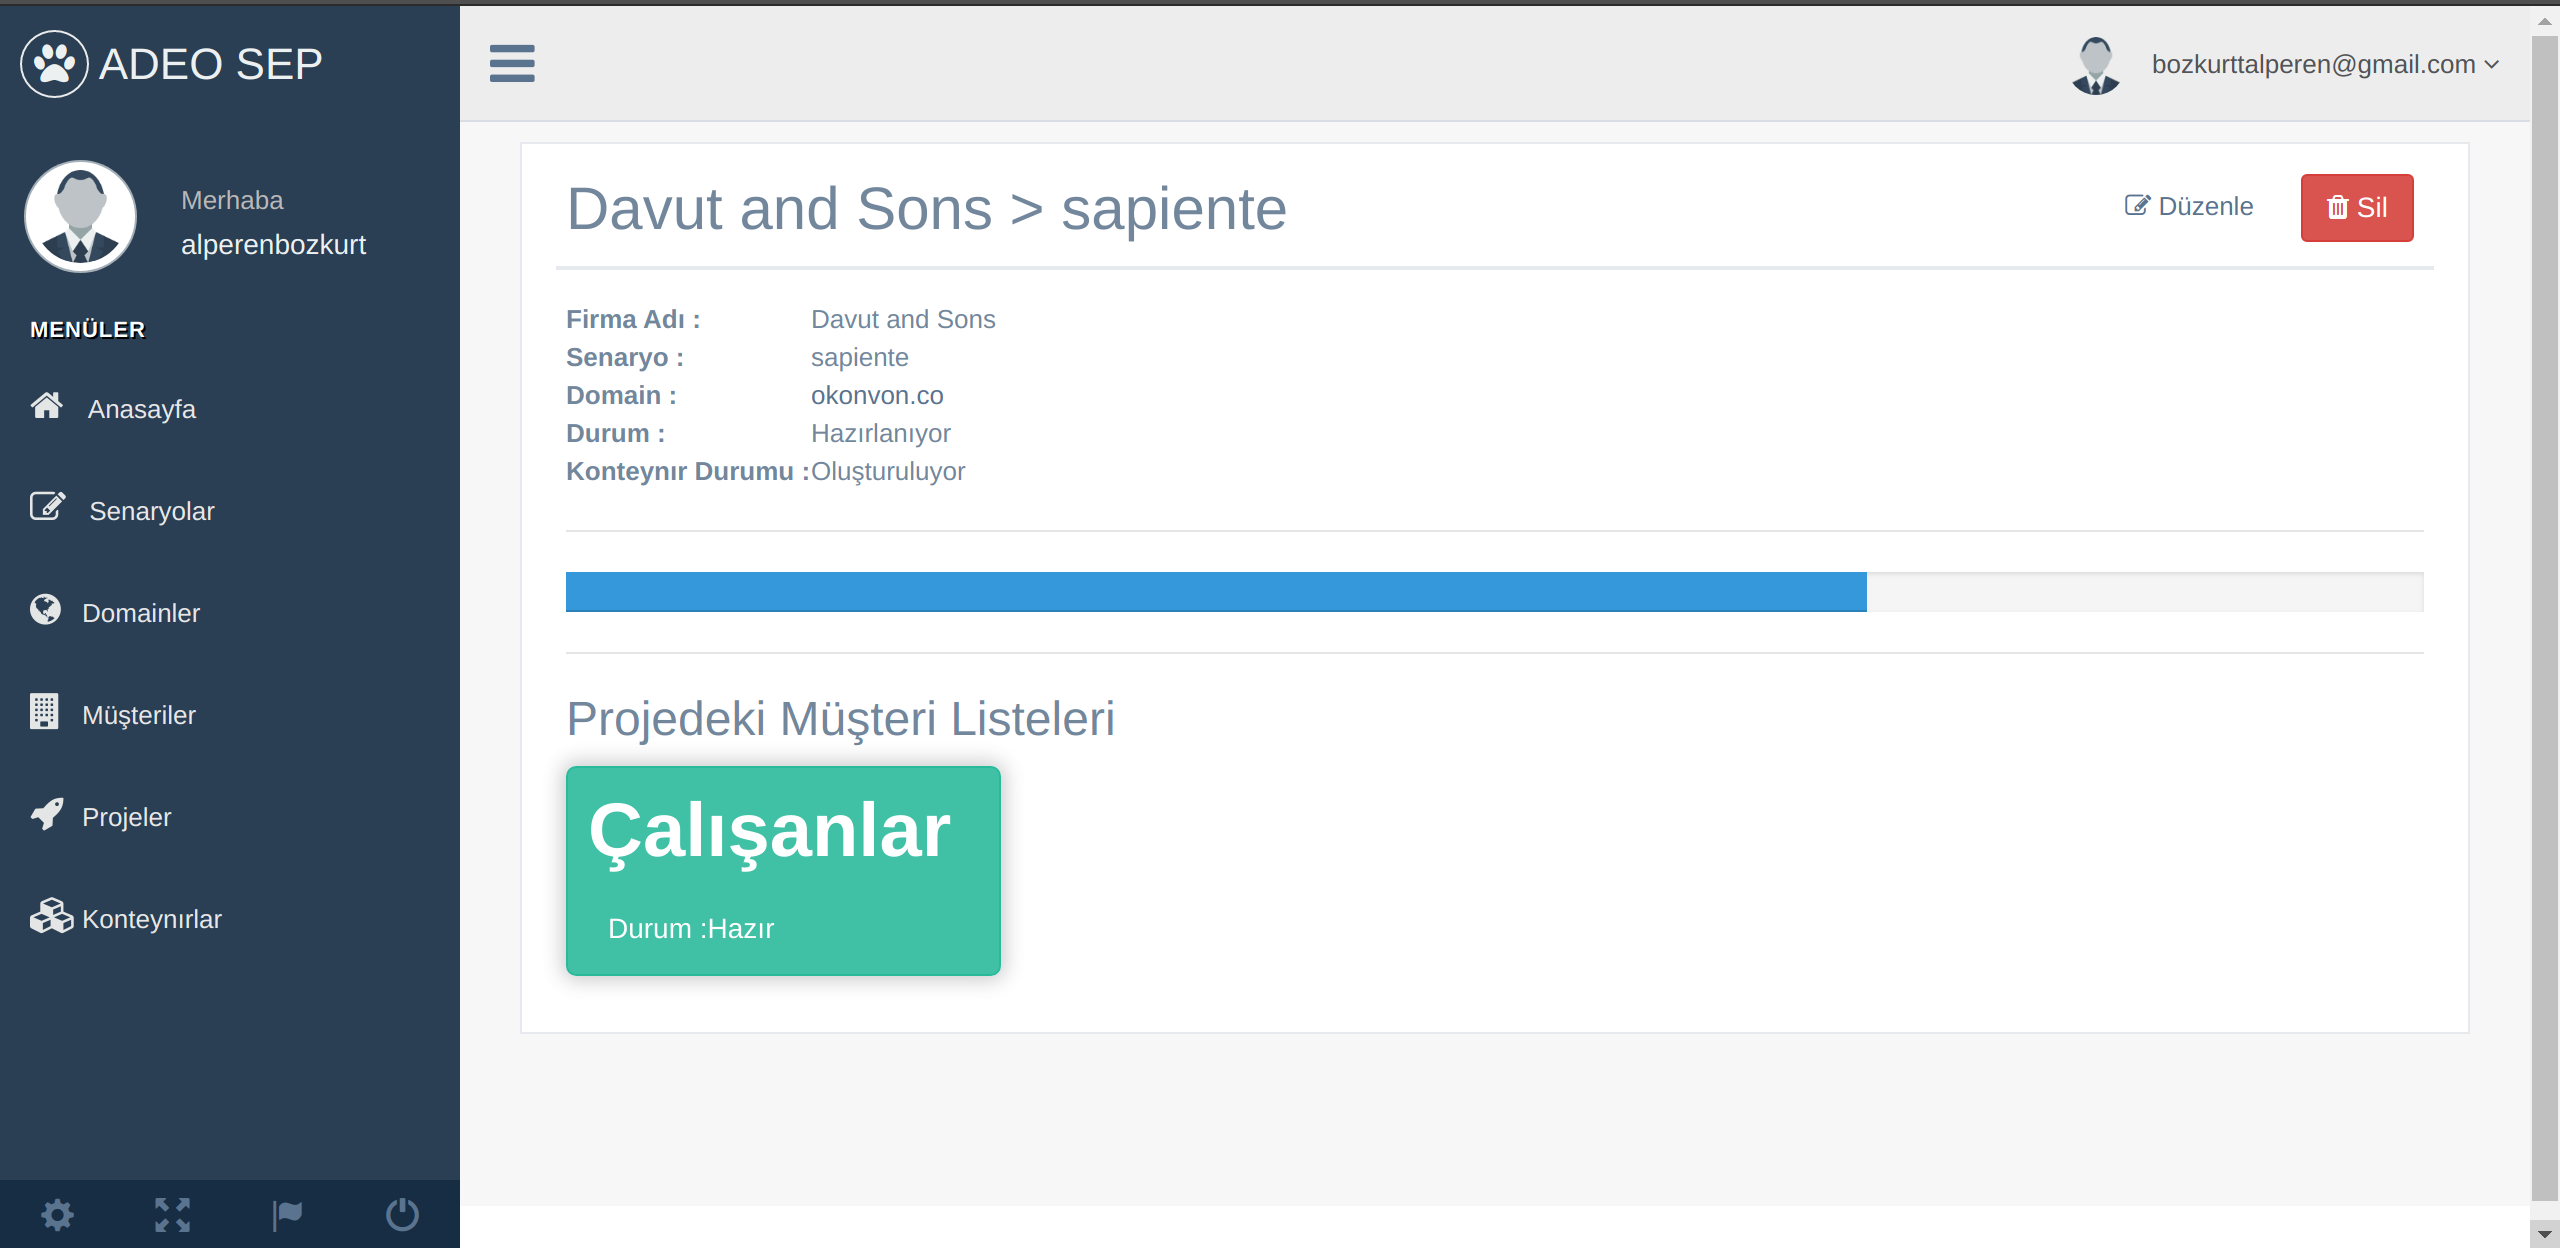 ADEO SEP
bozkurttalperen@gmail.com
Merhaba
alperenbozkurt
MENÜLER
Anasayfa
Senaryolar
Domainler
Müşteriler
Projeler
Konteynırlar
Davut and Sons > sapiente
Düzenle
Sil
Firma Adı : Davut and Sons
Senaryo : sapiente
Domain : okonvon.co
Durum : Hazırlanıyor
Konteynır Durumu :Oluşturuluyor
Projedeki Müşteri Listeleri
Çalışanlar
Durum :Hazır